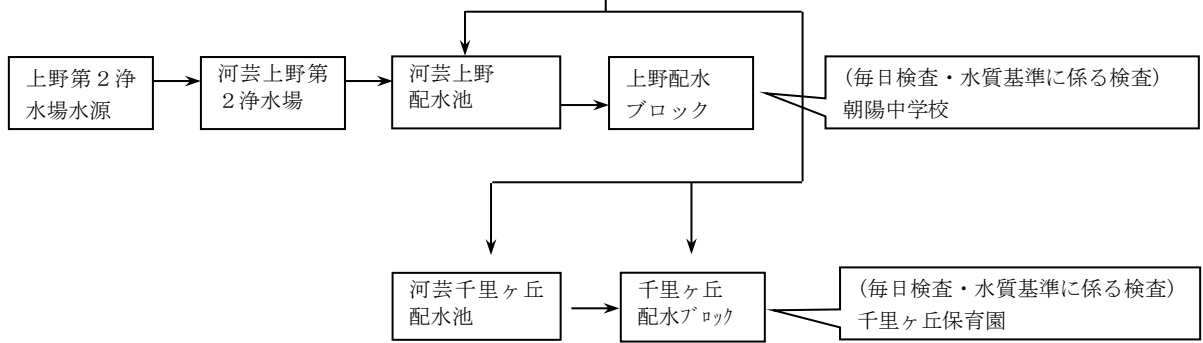 上野第２浄
水場水源
河芸上野第
２浄水場
河芸上野
配水池
上野配水
ブロック
(毎日検査・水質基準に係る検査)
朝陽中学校
河芸千里ヶ丘
配水池
千里ヶ丘
配水ﾌﾞﾛｯｸ
(毎日検査・水質基準に係る検査)
千里ヶ丘保育園